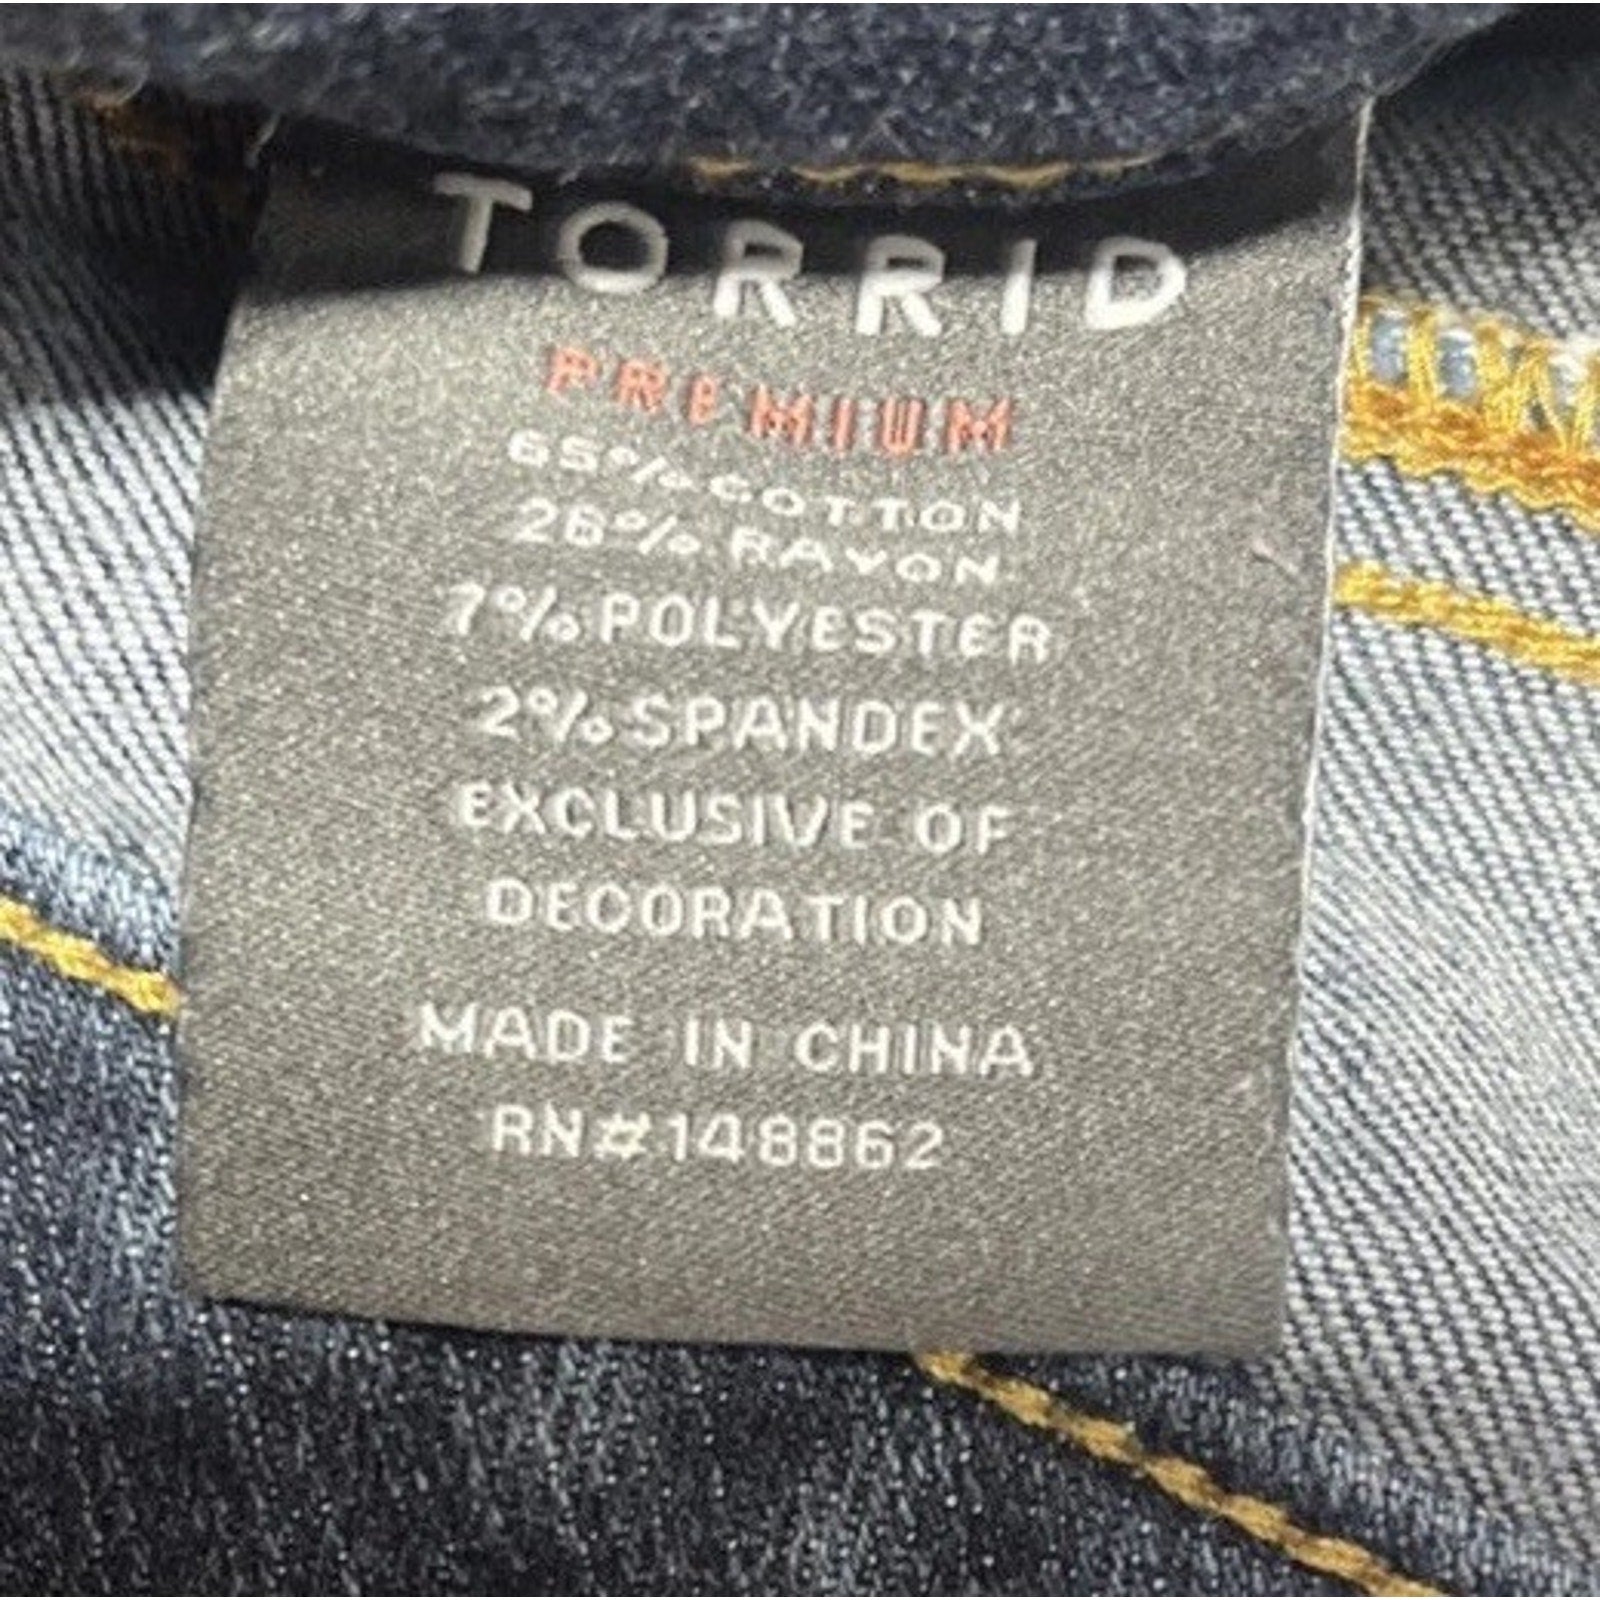 TORRID
PREMIUM
65% COTTON
26% RAYON
7% POLYESTER
2% SPANDEX
EXCLUSIVE OF
DECORATION
MADE IN CHINA
RN#148862